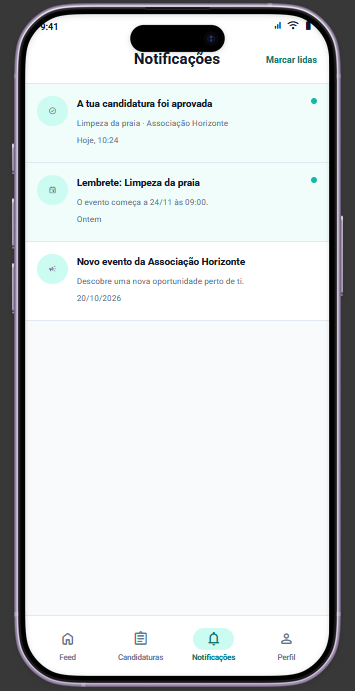 9:41
Notificações
Marcar lidas
A tua candidatura foi aprovada
Limpeza da praia · Associação Horizonte
Hoje, 10:24
Lembrete: Limpeza da praia
O evento começa a 24/11 às 09:00.
Ontem
Novo evento da Associação Horizonte
Descobre uma nova oportunidade perto de ti.
20/10/2026
Feed
Candidaturas
Notificações
Perfil